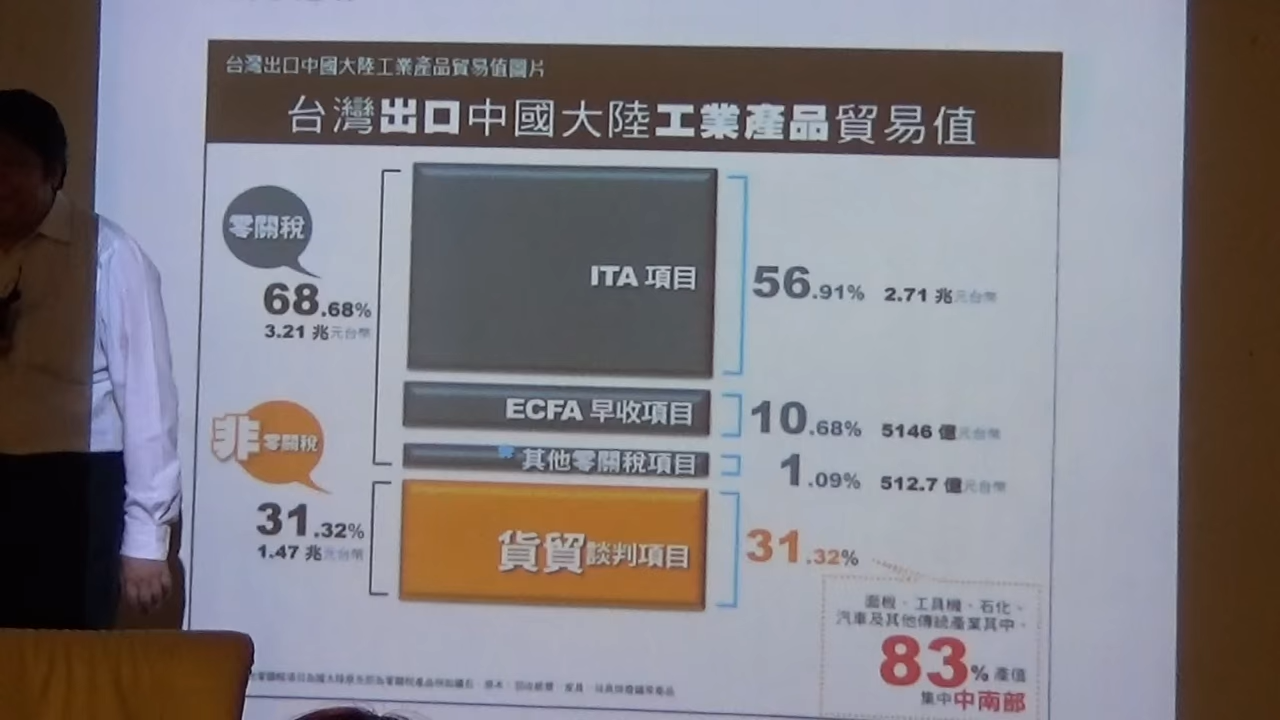 台灣出口中國大陸工業產品貿易值圖片
台灣出口中國大陸工業產品貿易值
零關稅
68.68%
3.21 兆元台幣
ITA 項目
56.91% 2.71 兆元台幣
ECFA 早收項目
10.68% 5146 億元台幣
其他零關稅項目
1.09% 512.7 億元台幣
非零關稅
31.32%
1.47 兆元台幣
貨貿談判項目
31.32%
面板、工具機、石化、
汽車及其他傳統產業其中,
83% 產值
集中中南部